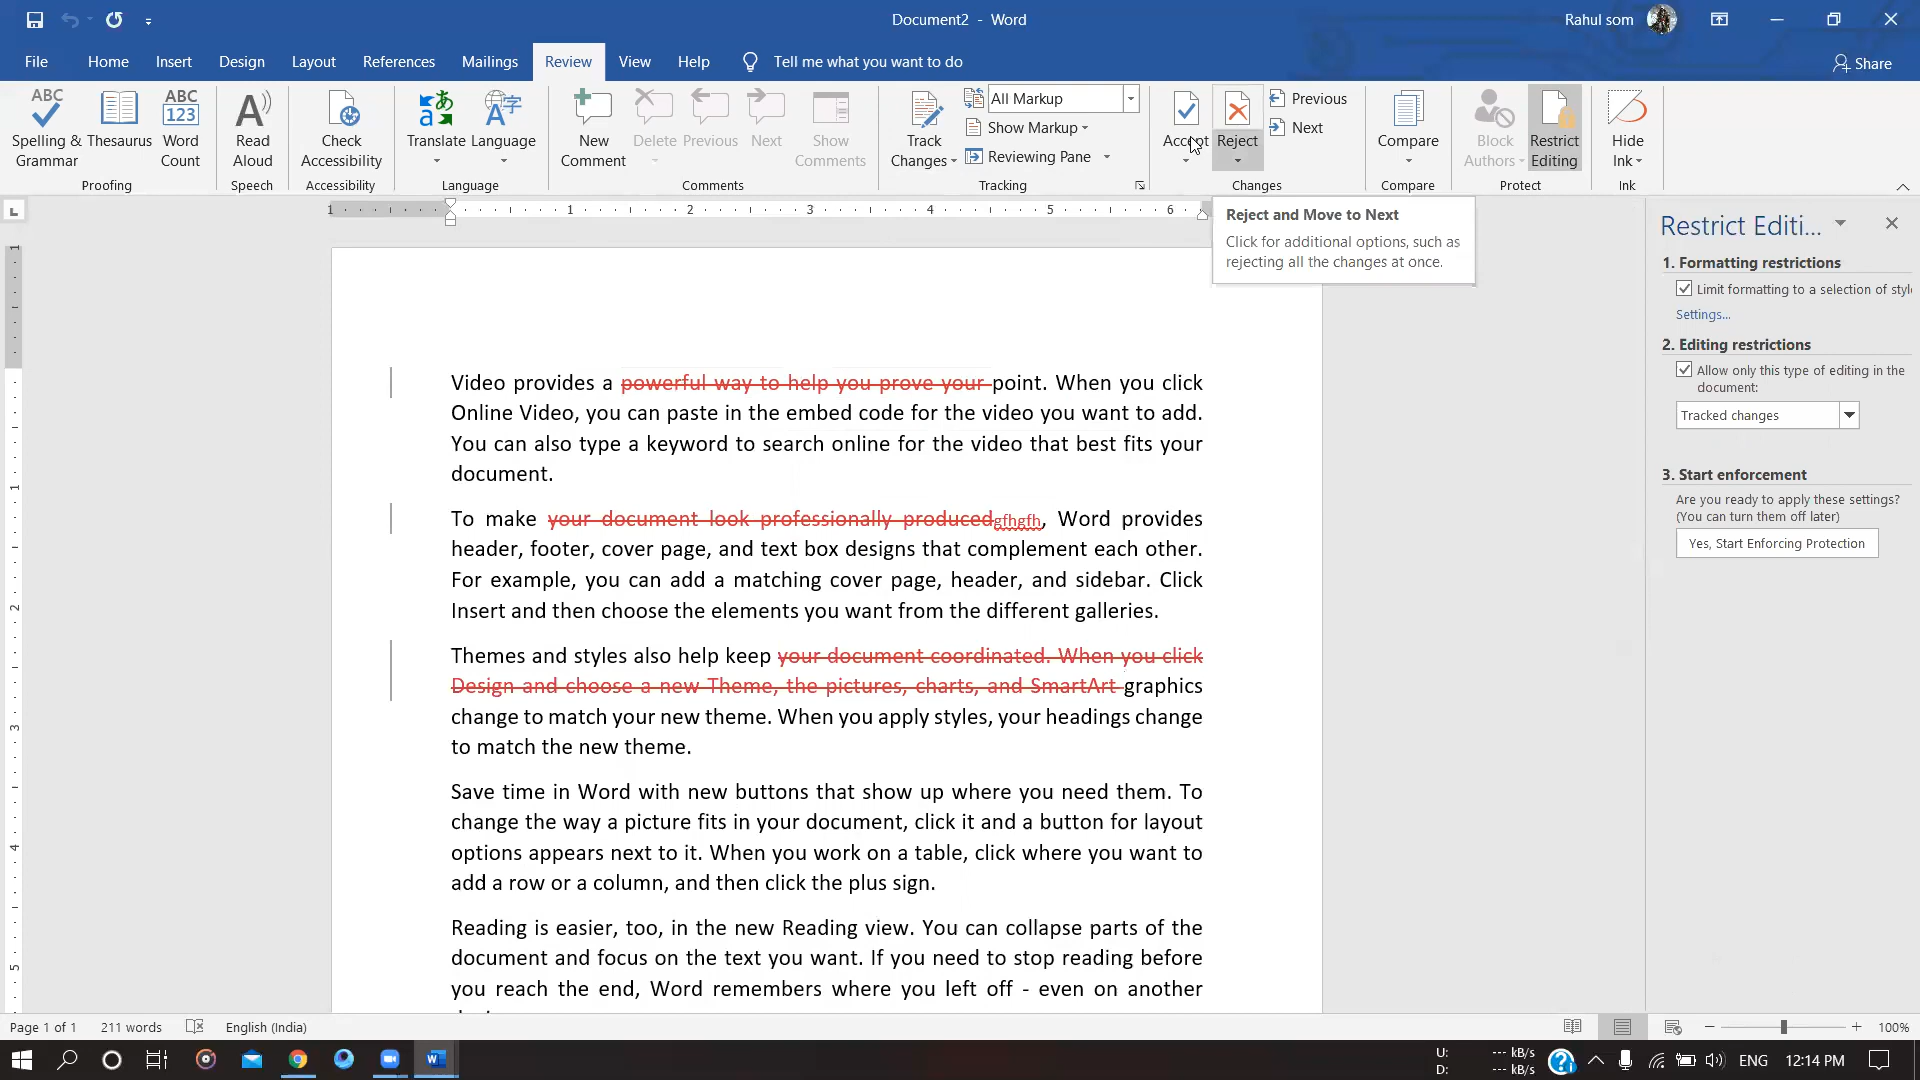 Document2 - Word
Rahul som
File Home Insert Design Layout References Mailings Review View Help Tell me what you want to do
Share
ABC
Spelling &
Grammar
Thesaurus
ABC
123
Word
Count
Proofing
Read
Aloud
Speech
Check
Accessibility
Accessibility
Translate
Language
Language
New
Comment
Delete
Previous
Next
Show
Comments
Comments
Track
Changes
All Markup
Show Markup
Reviewing Pane
Tracking
Accept
Reject
Previous
Next
Changes
Compare
Compare
Block
Authors
Restrict
Editing
Protect
Hide
Ink
Ink
1 1 2 3 4 5 6
Reject and Move to Next
Click for additional options, such as
rejecting all the changes at once.
Video provides a powerful way to help you prove your point. When you click
Online Video, you can paste in the embed code for the video you want to add.
You can also type a keyword to search online for the video that best fits your
document.
To make your document look professionally producedgfhgfh, Word provides
header, footer, cover page, and text box designs that complement each other.
For example, you can add a matching cover page, header, and sidebar. Click
Insert and then choose the elements you want from the different galleries.
Themes and styles also help keep your document coordinated. When you click
Design and choose a new Theme, the pictures, charts, and SmartArt graphics
change to match your new theme. When you apply styles, your headings change
to match the new theme.
Save time in Word with new buttons that show up where you need them. To
change the way a picture fits in your document, click it and a button for layout
options appears next to it. When you work on a table, click where you want to
add a row or a column, and then click the plus sign.
Reading is easier, too, in the new Reading view. You can collapse parts of the
document and focus on the text you want. If you need to stop reading before
you reach the end, Word remembers where you left off - even on another
Restrict Editi...
1. Formatting restrictions
Limit formatting to a selection of styl
Settings...
2. Editing restrictions
Allow only this type of editing in the
document:
Tracked changes
3. Start enforcement
Are you ready to apply these settings?
(You can turn them off later)
Yes, Start Enforcing Protection
1
1
2
3
4
5
Page 1 of 1 211 words English (India)
100%
U: --- kB/s
D: --- kB/s
ENG 12:14 PM